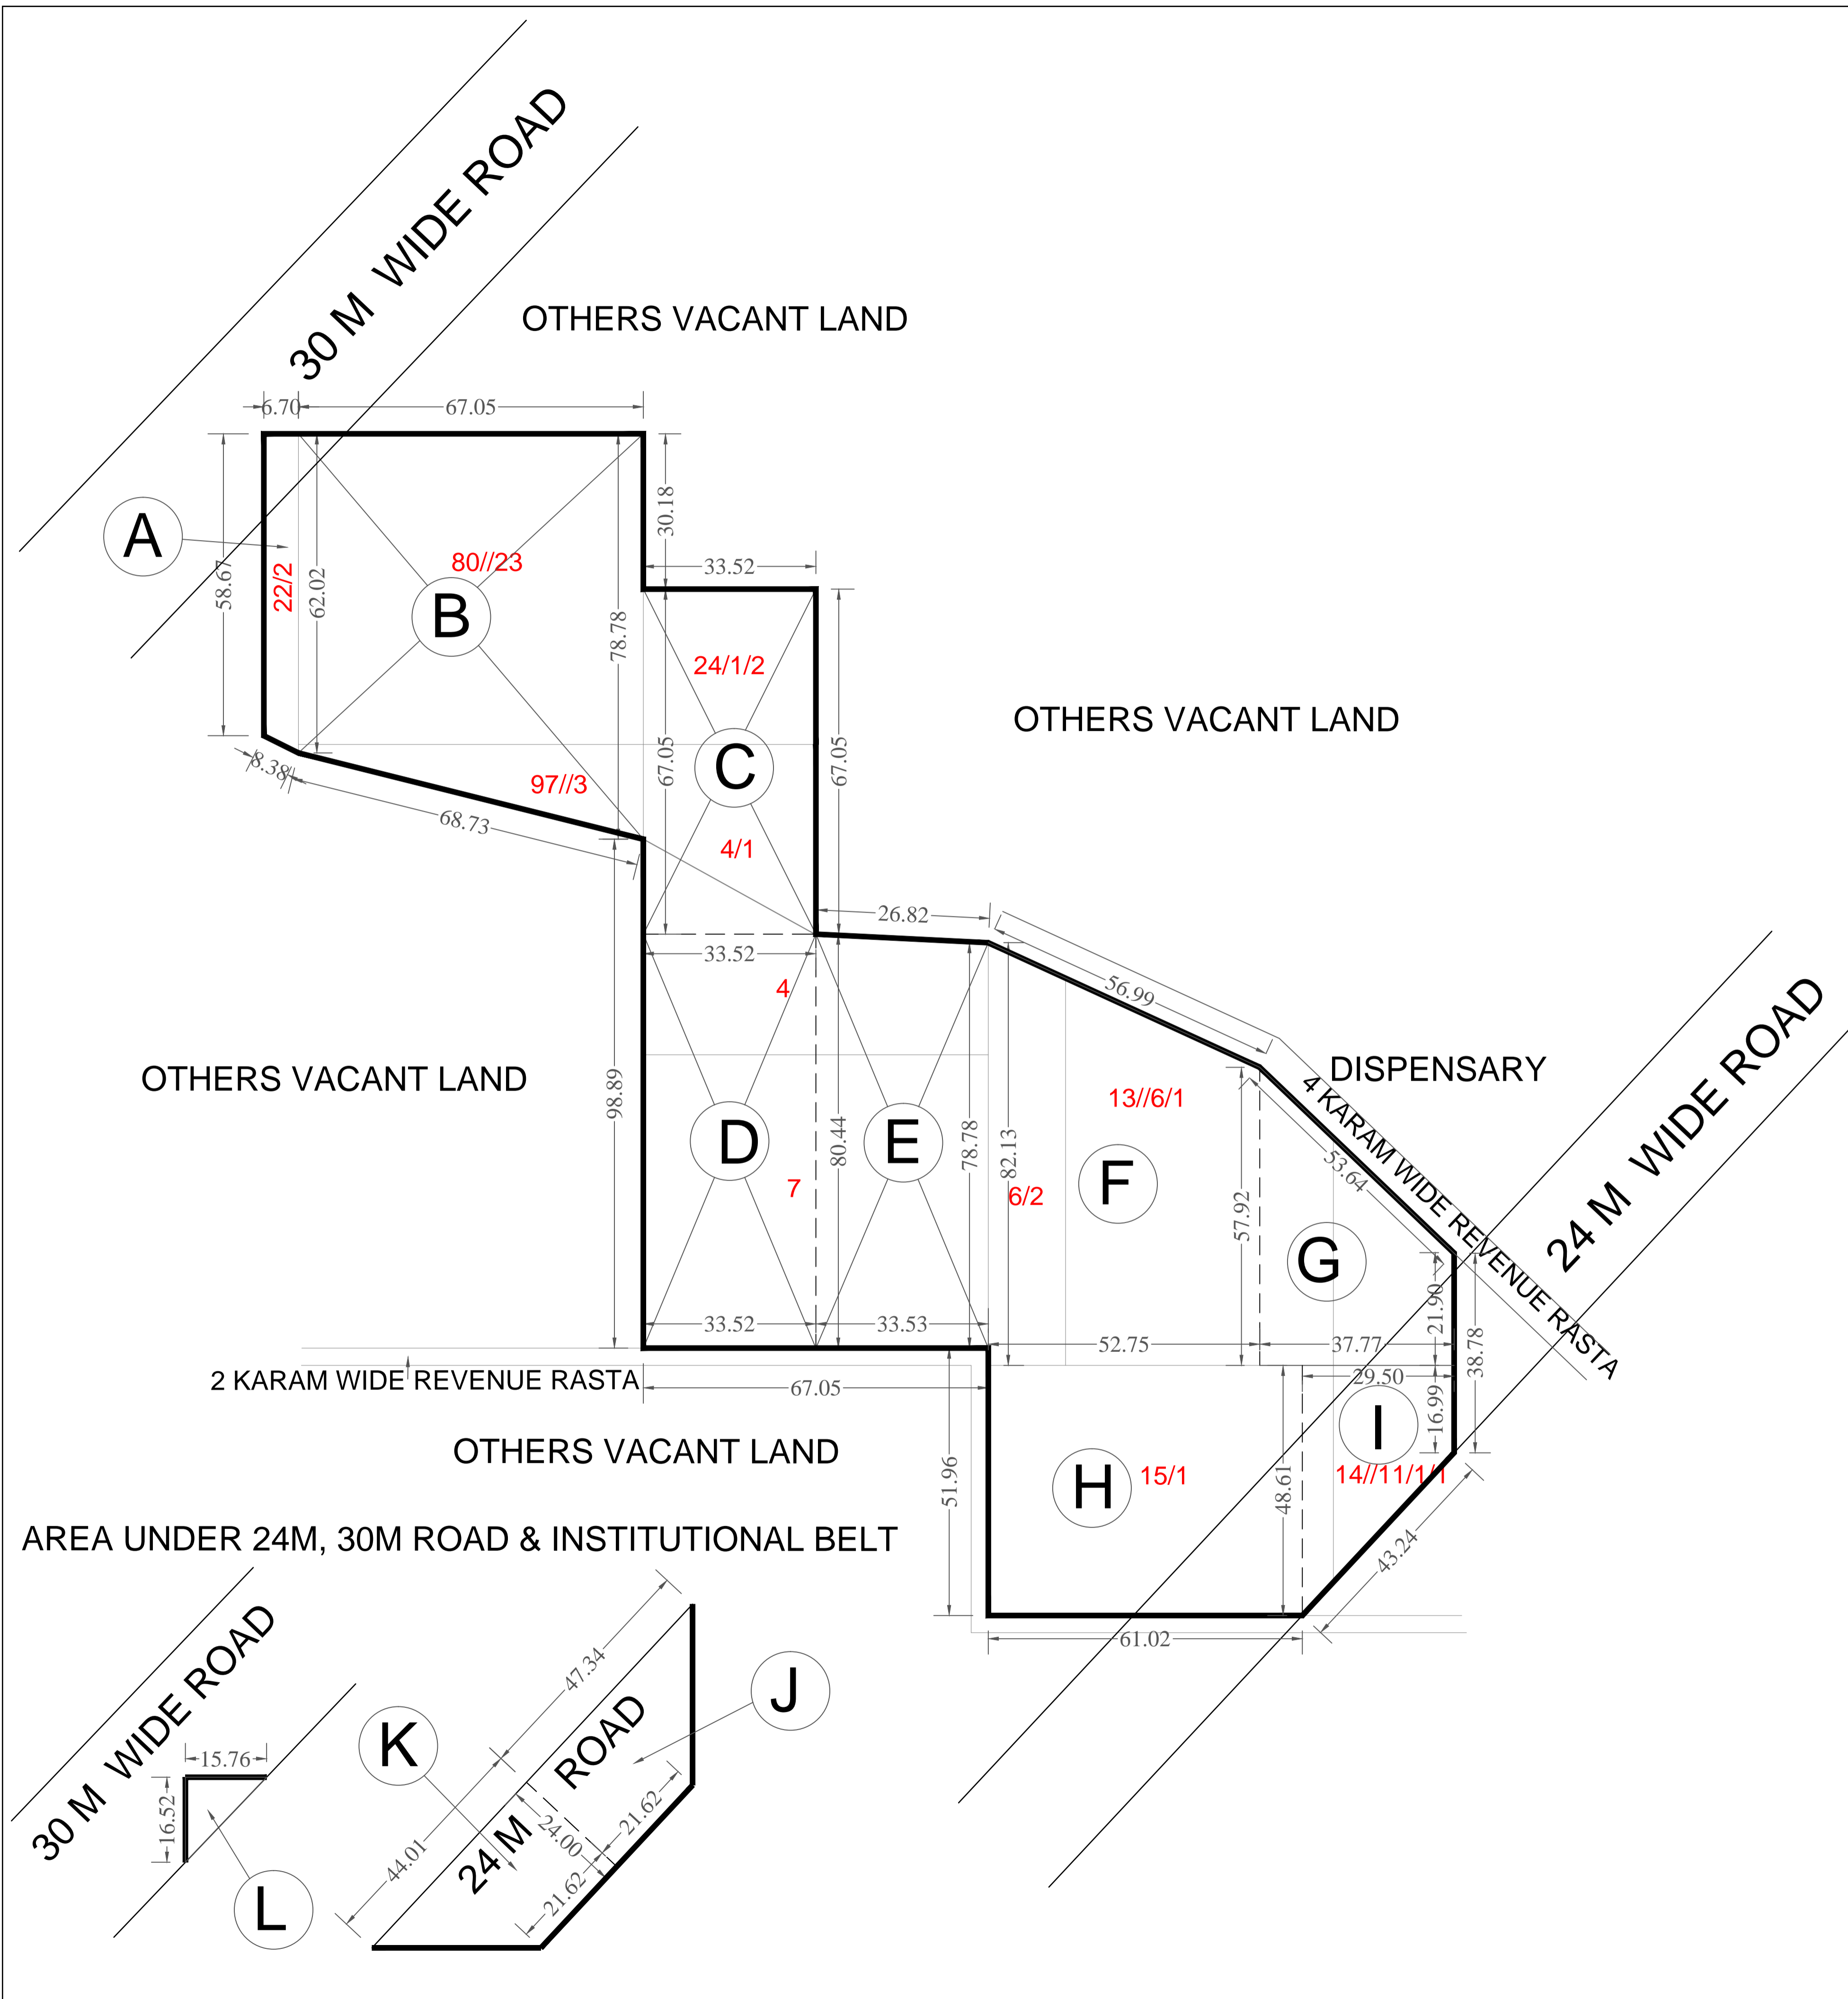 30 M WIDE ROAD
OTHERS VACANT LAND
6.70
67.05
58.67
A
22/2
62.02
80//23
B
78.78
30.18
33.52
24/1/2
67.05
C
67.05
4/1
97//3
8.38
68.73
OTHERS VACANT LAND
26.82
33.52
4
56.99
OTHERS VACANT LAND
98.89
D
7
80.44
E
78.78
82.13
6/2
13//6/1
F
57.92
DISPENSARY
4 KARAM WIDE REVENUE RASTA
53.64
24 M WIDE ROAD
G
21.90
38.78
33.52
33.53
52.75
37.77
29.50
16.99
2 KARAM WIDE REVENUE RASTA
67.05
OTHERS VACANT LAND
51.96
H
15/1
48.61
I
14//11/1/1
43.24
61.02
AREA UNDER 24M, 30M ROAD & INSTITUTIONAL BELT
30 M WIDE ROAD
15.76
16.52
L
K
44.01
47.34
24 M ROAD
24.00
21.62
21.62
J